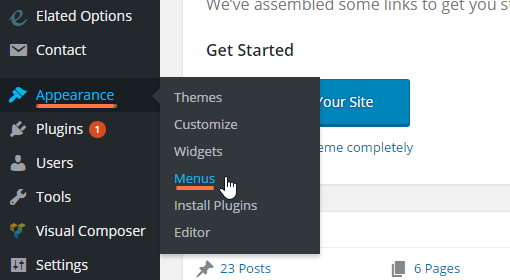 Elated Options
Contact
Appearance
Plugins 1
Users
Tools
Visual Composer
Settings
Themes
Customize
Widgets
Menus
Install Plugins
Editor
We've assembled some links to get you
Get Started
Your Site
eme completely
23 Posts
6 Pages